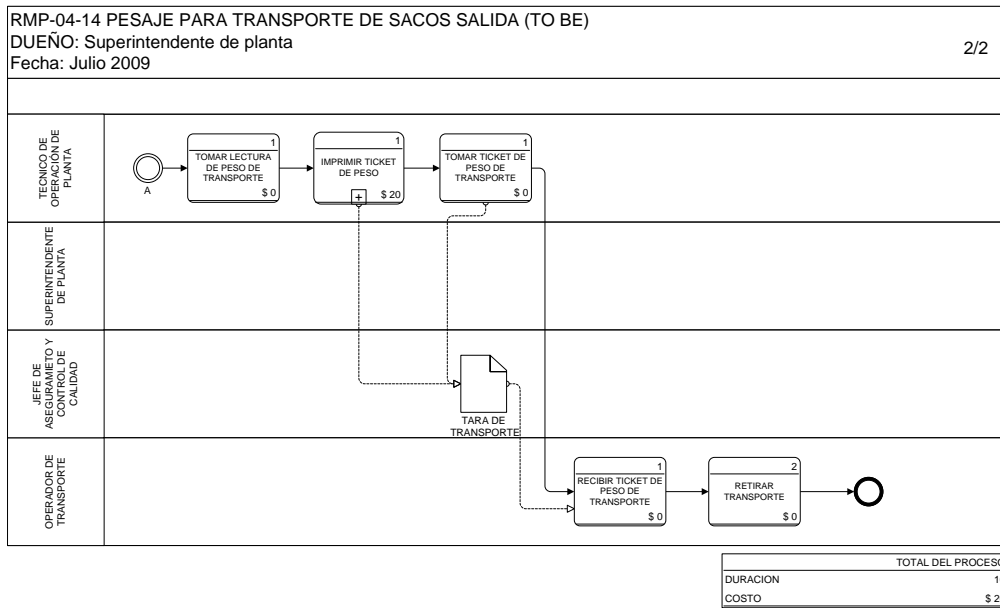 RMP-04-14 PESAJE PARA TRANSPORTE DE SACOS SALIDA (TO BE)
DUEÑO: Superintendente de planta
Fecha: Julio 2009
2/2
TECNICO DE
OPERACIÓN DE
PLANTA
A
1
TOMAR LECTURA
DE PESO DE
TRANSPORTE
$ 0
1
IMPRIMIR TICKET
DE PESO
+
$ 20
1
TOMAR TICKET DE
PESO DE
TRANSPORTE
$ 0
SUPERINTENDENTE
DE PLANTA
JEFE DE
ASEGURAMIETO Y
CONTROL DE
CALIDAD
TARA DE
TRANSPORTE
OPERADOR DE
TRANSPORTE
1
RECIBIR TICKET DE
PESO DE
TRANSPORTE
$ 0
2
RETIRAR
TRANSPORTE
$ 0
TOTAL DEL PROCESO
DURACION
COSTO